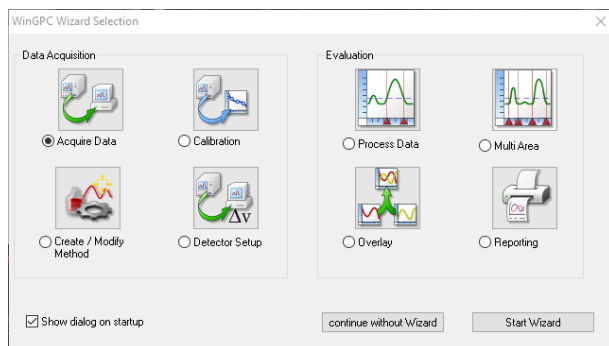 WinGPC Wizard Selection
Data Acquisition
Acquire Data
Calibration
Create / Modify
Method
Δv
Detector Setup
Evaluation
Process Data
Multi Area
Overlay
Reporting
Show dialog on startup
continue without Wizard
Start Wizard